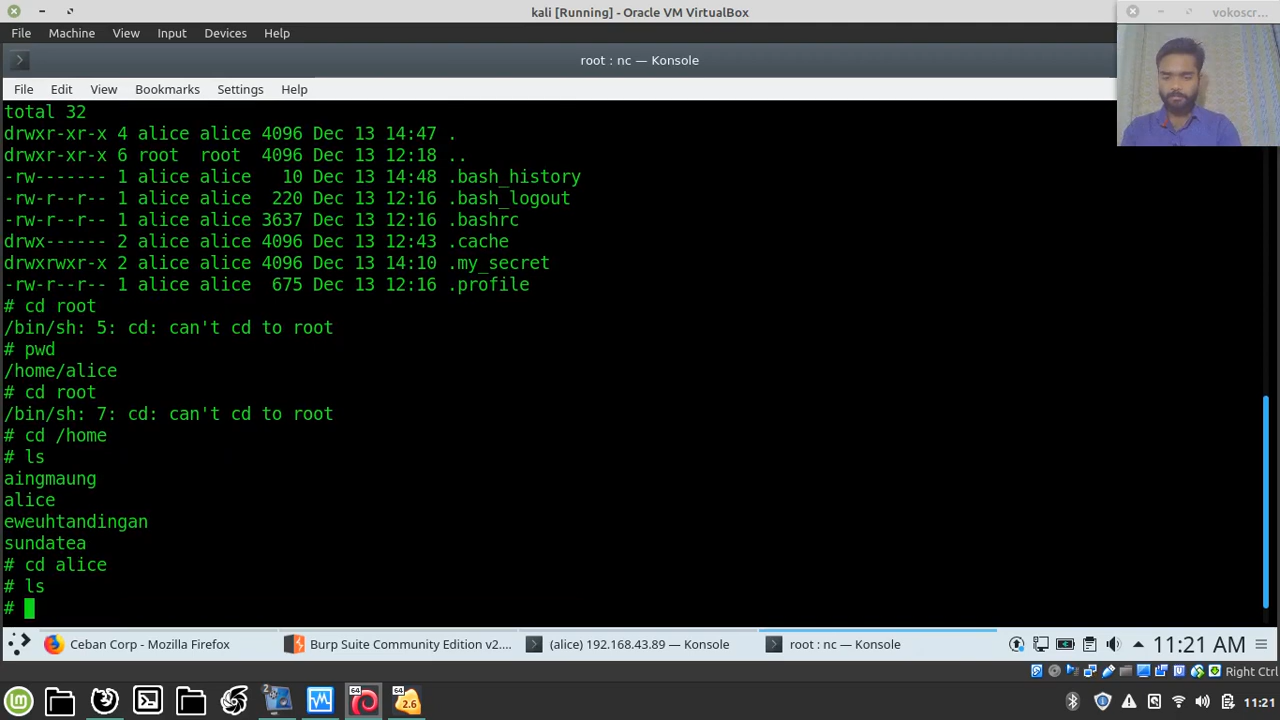 kali [Running] - Oracle VM VirtualBox
vokoscr...
File Machine View Input Devices Help
root : nc — Konsole
File Edit View Bookmarks Settings Help
total 32
drwxr-xr-x 4 alice alice 4096 Dec 13 14:47 .
drwxr-xr-x 6 root  root  4096 Dec 13 12:18 ..
-rw------- 1 alice alice   10 Dec 13 14:48 .bash_history
-rw-r--r-- 1 alice alice  220 Dec 13 12:16 .bash_logout
-rw-r--r-- 1 alice alice 3637 Dec 13 12:16 .bashrc
drwx------ 2 alice alice 4096 Dec 13 12:43 .cache
drwxrwxr-x 2 alice alice 4096 Dec 13 14:10 .my_secret
-rw-r--r-- 1 alice alice  675 Dec 13 12:16 .profile
# cd root
/bin/sh: 5: cd: can't cd to root
# pwd
/home/alice
# cd root
/bin/sh: 7: cd: can't cd to root
# cd /home
# ls
aingmaung
alice
eweuhtandingan
sundatea
# cd alice
# ls
#
Ceban Corp - Mozilla Firefox Burp Suite Community Edition v2.... (alice) 192.168.43.89 — Konsole root : nc — Konsole 11:21 AM
Right Ctrl
64
64
2.6
11:21